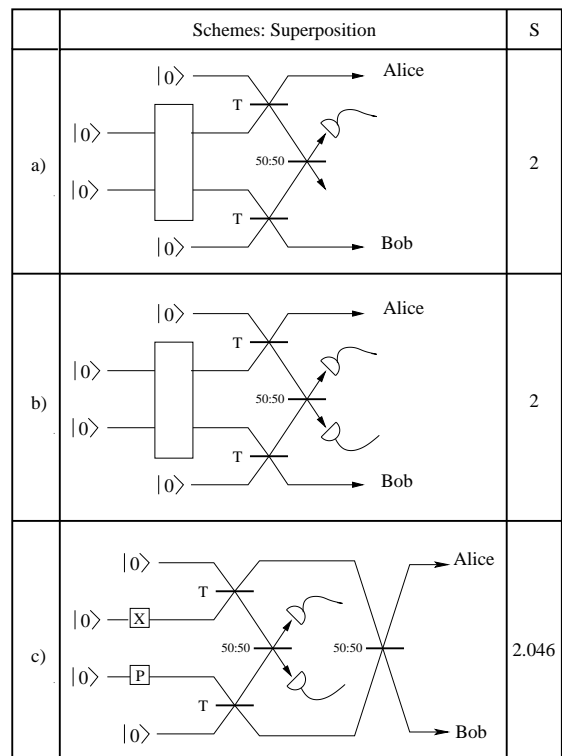 Schemes: Superposition S
a)
|0⟩ Alice
T
|0⟩
50:50
2
|0⟩
T
|0⟩ Bob
b)
|0⟩ Alice
T
|0⟩
50:50
2
|0⟩
T
|0⟩ Bob
c)
|0⟩ Alice
T
|0⟩ X
50:50 50:50
2.046
|0⟩ P
T
|0⟩ Bob